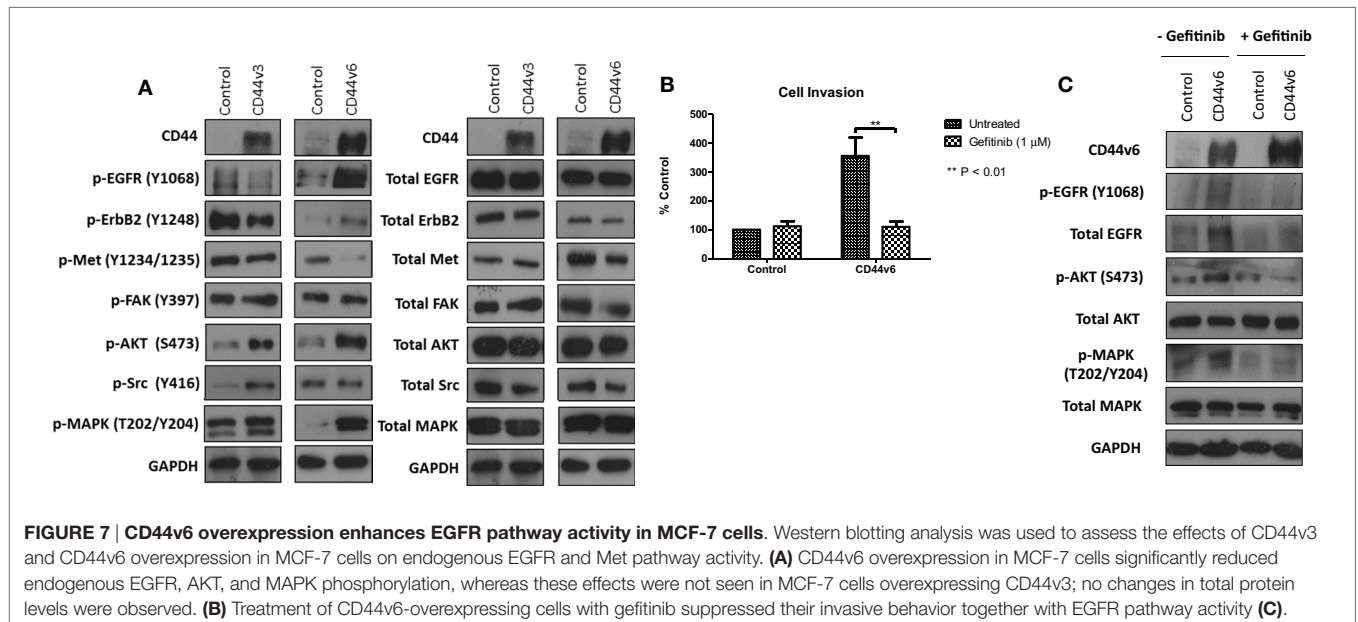 A
Control
CD44v3
Control
CD44v6
CD44
p-EGFR (Y1068)
p-ErbB2 (Y1248)
p-Met (Y1234/1235)
p-FAK (Y397)
p-AKT (S473)
p-Src (Y416)
p-MAPK (T202/Y204)
GAPDH
Control
CD44v3
Control
CD44v6
CD44
Total EGFR
Total ErbB2
Total Met
Total FAK
Total AKT
Total Src
Total MAPK
GAPDH
B
Cell Invasion
% Control
500
400
300
200
100
0
**
Control
CD44v6
Untreated
Gefitinib (1 µM)
** P < 0.01
C
- Gefitinib
+ Gefitinib
Control
CD44v6
Control
CD44v6
CD44v6
p-EGFR (Y1068)
Total EGFR
p-AKT (S473)
Total AKT
p-MAPK
(T202/Y204)
Total MAPK
GAPDH
FIGURE 7 | CD44v6 overexpression enhances EGFR pathway activity in MCF-7 cells. Western blotting analysis was used to assess the effects of CD44v3
and CD44v6 overexpression in MCF-7 cells on endogenous EGFR and Met pathway activity. (A) CD44v6 overexpression in MCF-7 cells significantly reduced
endogenous EGFR, AKT, and MAPK phosphorylation, whereas these effects were not seen in MCF-7 cells overexpressing CD44v3; no changes in total protein
levels were observed. (B) Treatment of CD44v6-overexpressing cells with gefitinib suppressed their invasive behavior together with EGFR pathway activity (C).